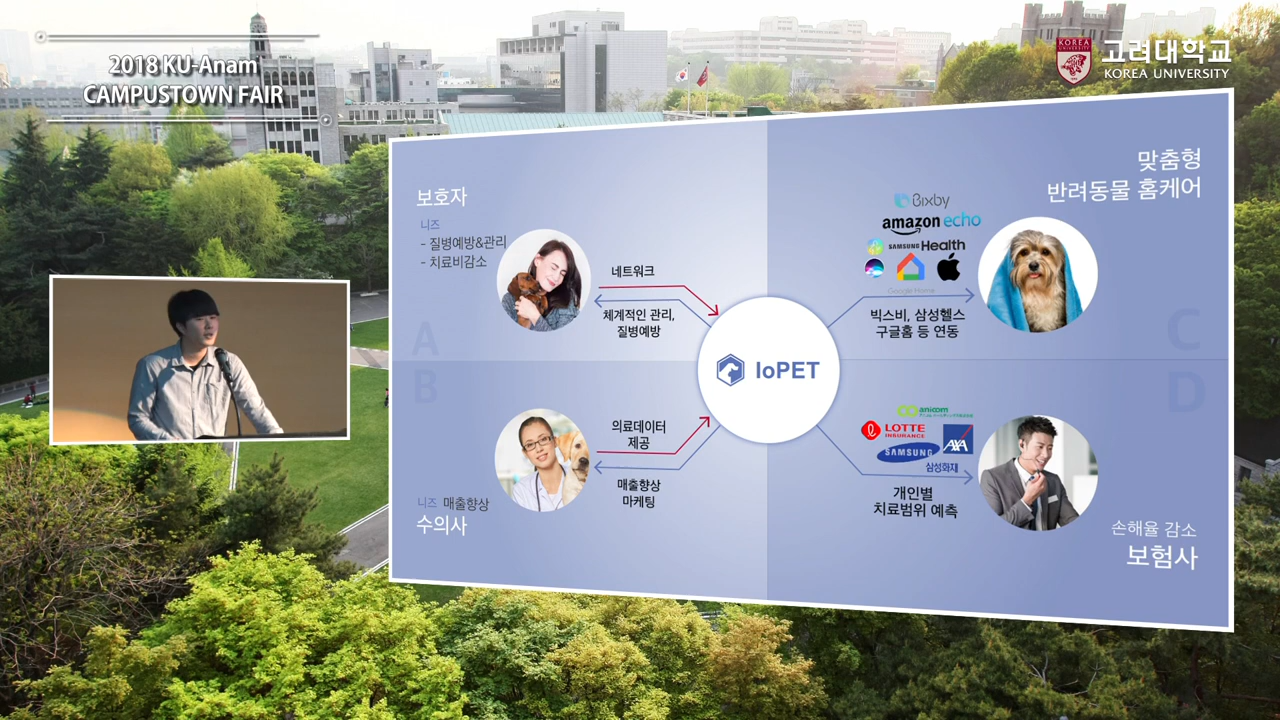 2018 KU-Anam
CAMPUSTOWN FAIR
KOREA
UNIVERSITY
고려대학교
KOREA UNIVERSITY
보호자
니즈
- 질병예방&관리
- 치료비감소
네트워크
체계적인 관리,
질병예방
A
맞춤형
반려동물 홈케어
Bixby
amazon echo
SAMSUNG Health
Google Home
빅스비, 삼성헬스
구글홈 등 연동
C
IoPET
B
의료데이터
제공
매출향상
마케팅
니즈 매출향상
수의사
D
anicom
LOTTE
INSURANCE
AXA
SAMSUNG
삼성화재
개인별
치료범위 예측
손해율 감소
보험사